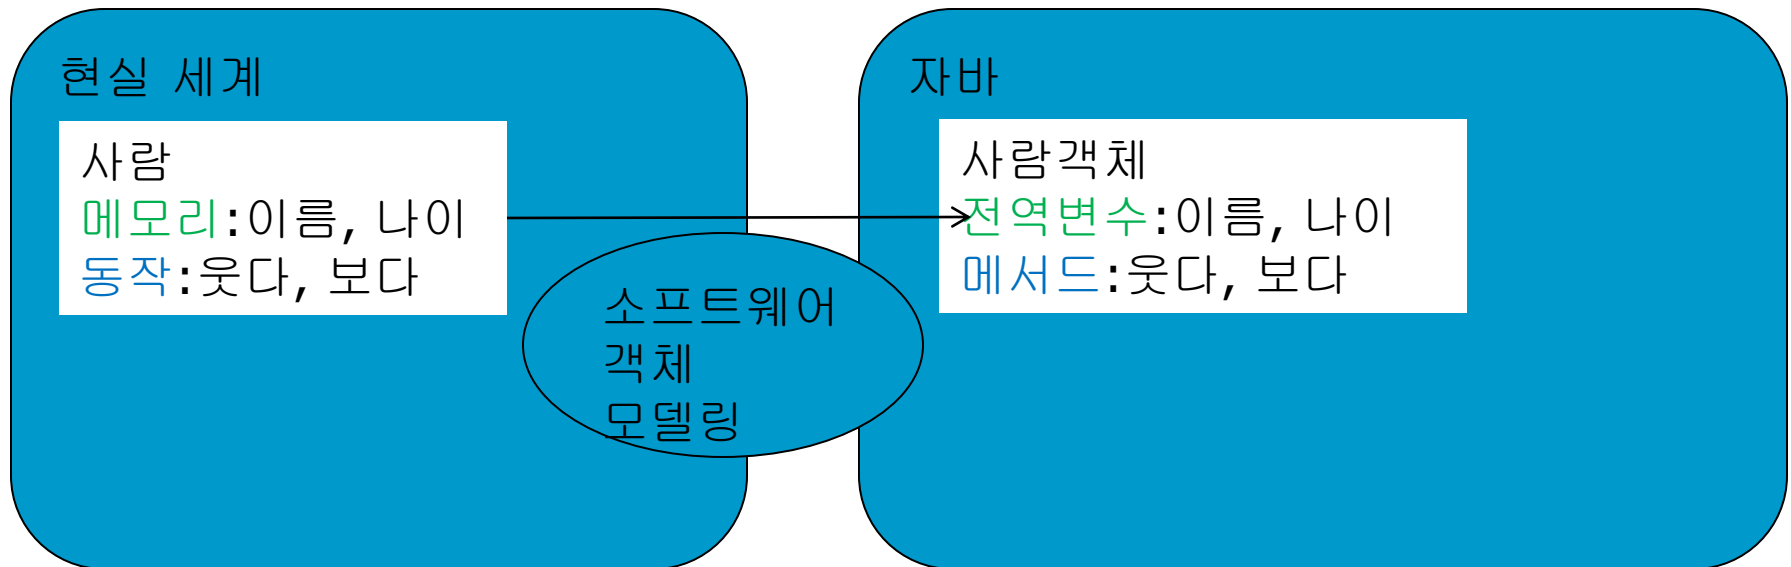 현실 세계
사람
메모리:이름, 나이
동작:웃다, 보다
소프트웨어
객체
모델링
자바
사람객체
전역변수:이름, 나이
메서드:웃다, 보다